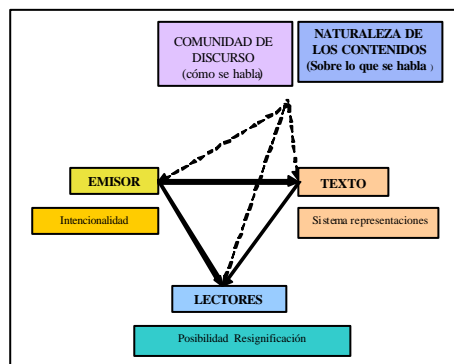 COMUNIDAD DE
DISCURSO
(cómo se habla)
NATURALEZA DE
LOS CONTENIDOS
(Sobre lo que se habla )
EMISOR
TEXTO
Intencionalidad
Sistema representaciones
LECTORES
Posibilidad Resignificación